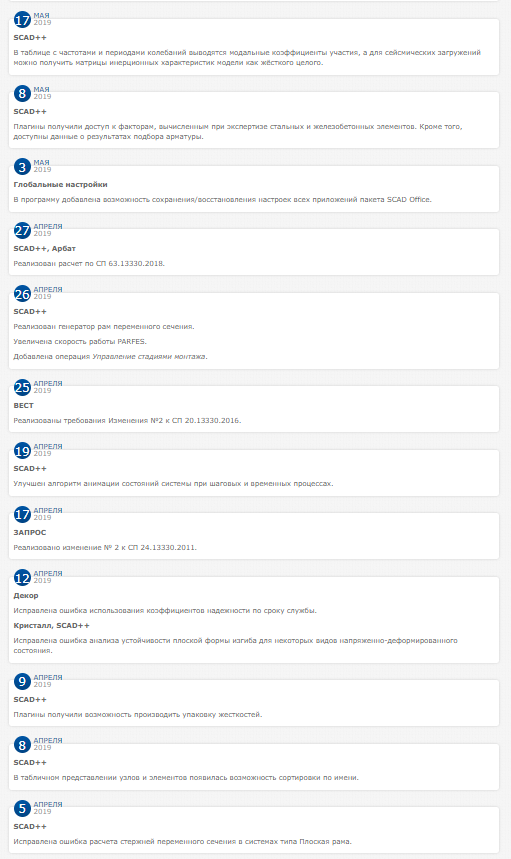 17 МАЯ
2019
SCAD++
В таблице с частотами и периодами колебаний выводятся модальные коэффициенты участия, а для сейсмических загружений
можно получить матрицы инерционных характеристик модели как жёсткого целого.
8 МАЯ
2019
SCAD++
Плагины получили доступ к факторам, вычисленным при экспертизе стальных и железобетонных элементов. Кроме того,
доступны данные о результатах подбора арматуры.
3 МАЯ
2019
Глобальные настройки
В программу добавлена возможность сохранения/восстановления настроек всех приложений пакета SCAD Office.
27 АПРЕЛЯ
2019
SCAD++, Арбат
Реализован расчет по СП 63.13330.2018.
26 АПРЕЛЯ
2019
SCAD++
Реализован генератор рам переменного сечения.
Увеличена скорость работы PARFES.
Добавлена операция Управление стадиями монтажа.
25 АПРЕЛЯ
2019
ВЕСТ
Реализованы требования Изменения №2 к СП 20.13330.2016.
19 АПРЕЛЯ
2019
SCAD++
Улучшен алгоритм анимации состояний системы при шаговых и временных процессах.
17 АПРЕЛЯ
2019
ЗАПРОС
Реализовано изменение № 2 к СП 24.13330.2011.
12 АПРЕЛЯ
2019
Декор
Исправлена ошибка использования коэффициентов надежности по сроку службы.
Кристалл, SCAD++
Исправлена ошибка анализа устойчивости плоской формы изгиба для некоторых видов напряженно-деформированного
состояния.
9 АПРЕЛЯ
2019
SCAD++
Плагины получили возможность производить упаковку жесткостей.
8 АПРЕЛЯ
2019
SCAD++
В табличном представлении узлов и элементов появилась возможность сортировки по имени.
5 АПРЕЛЯ
2019
SCAD++
Исправлена ошибка расчета стержней переменного сечения в системах типа Плоская рама.